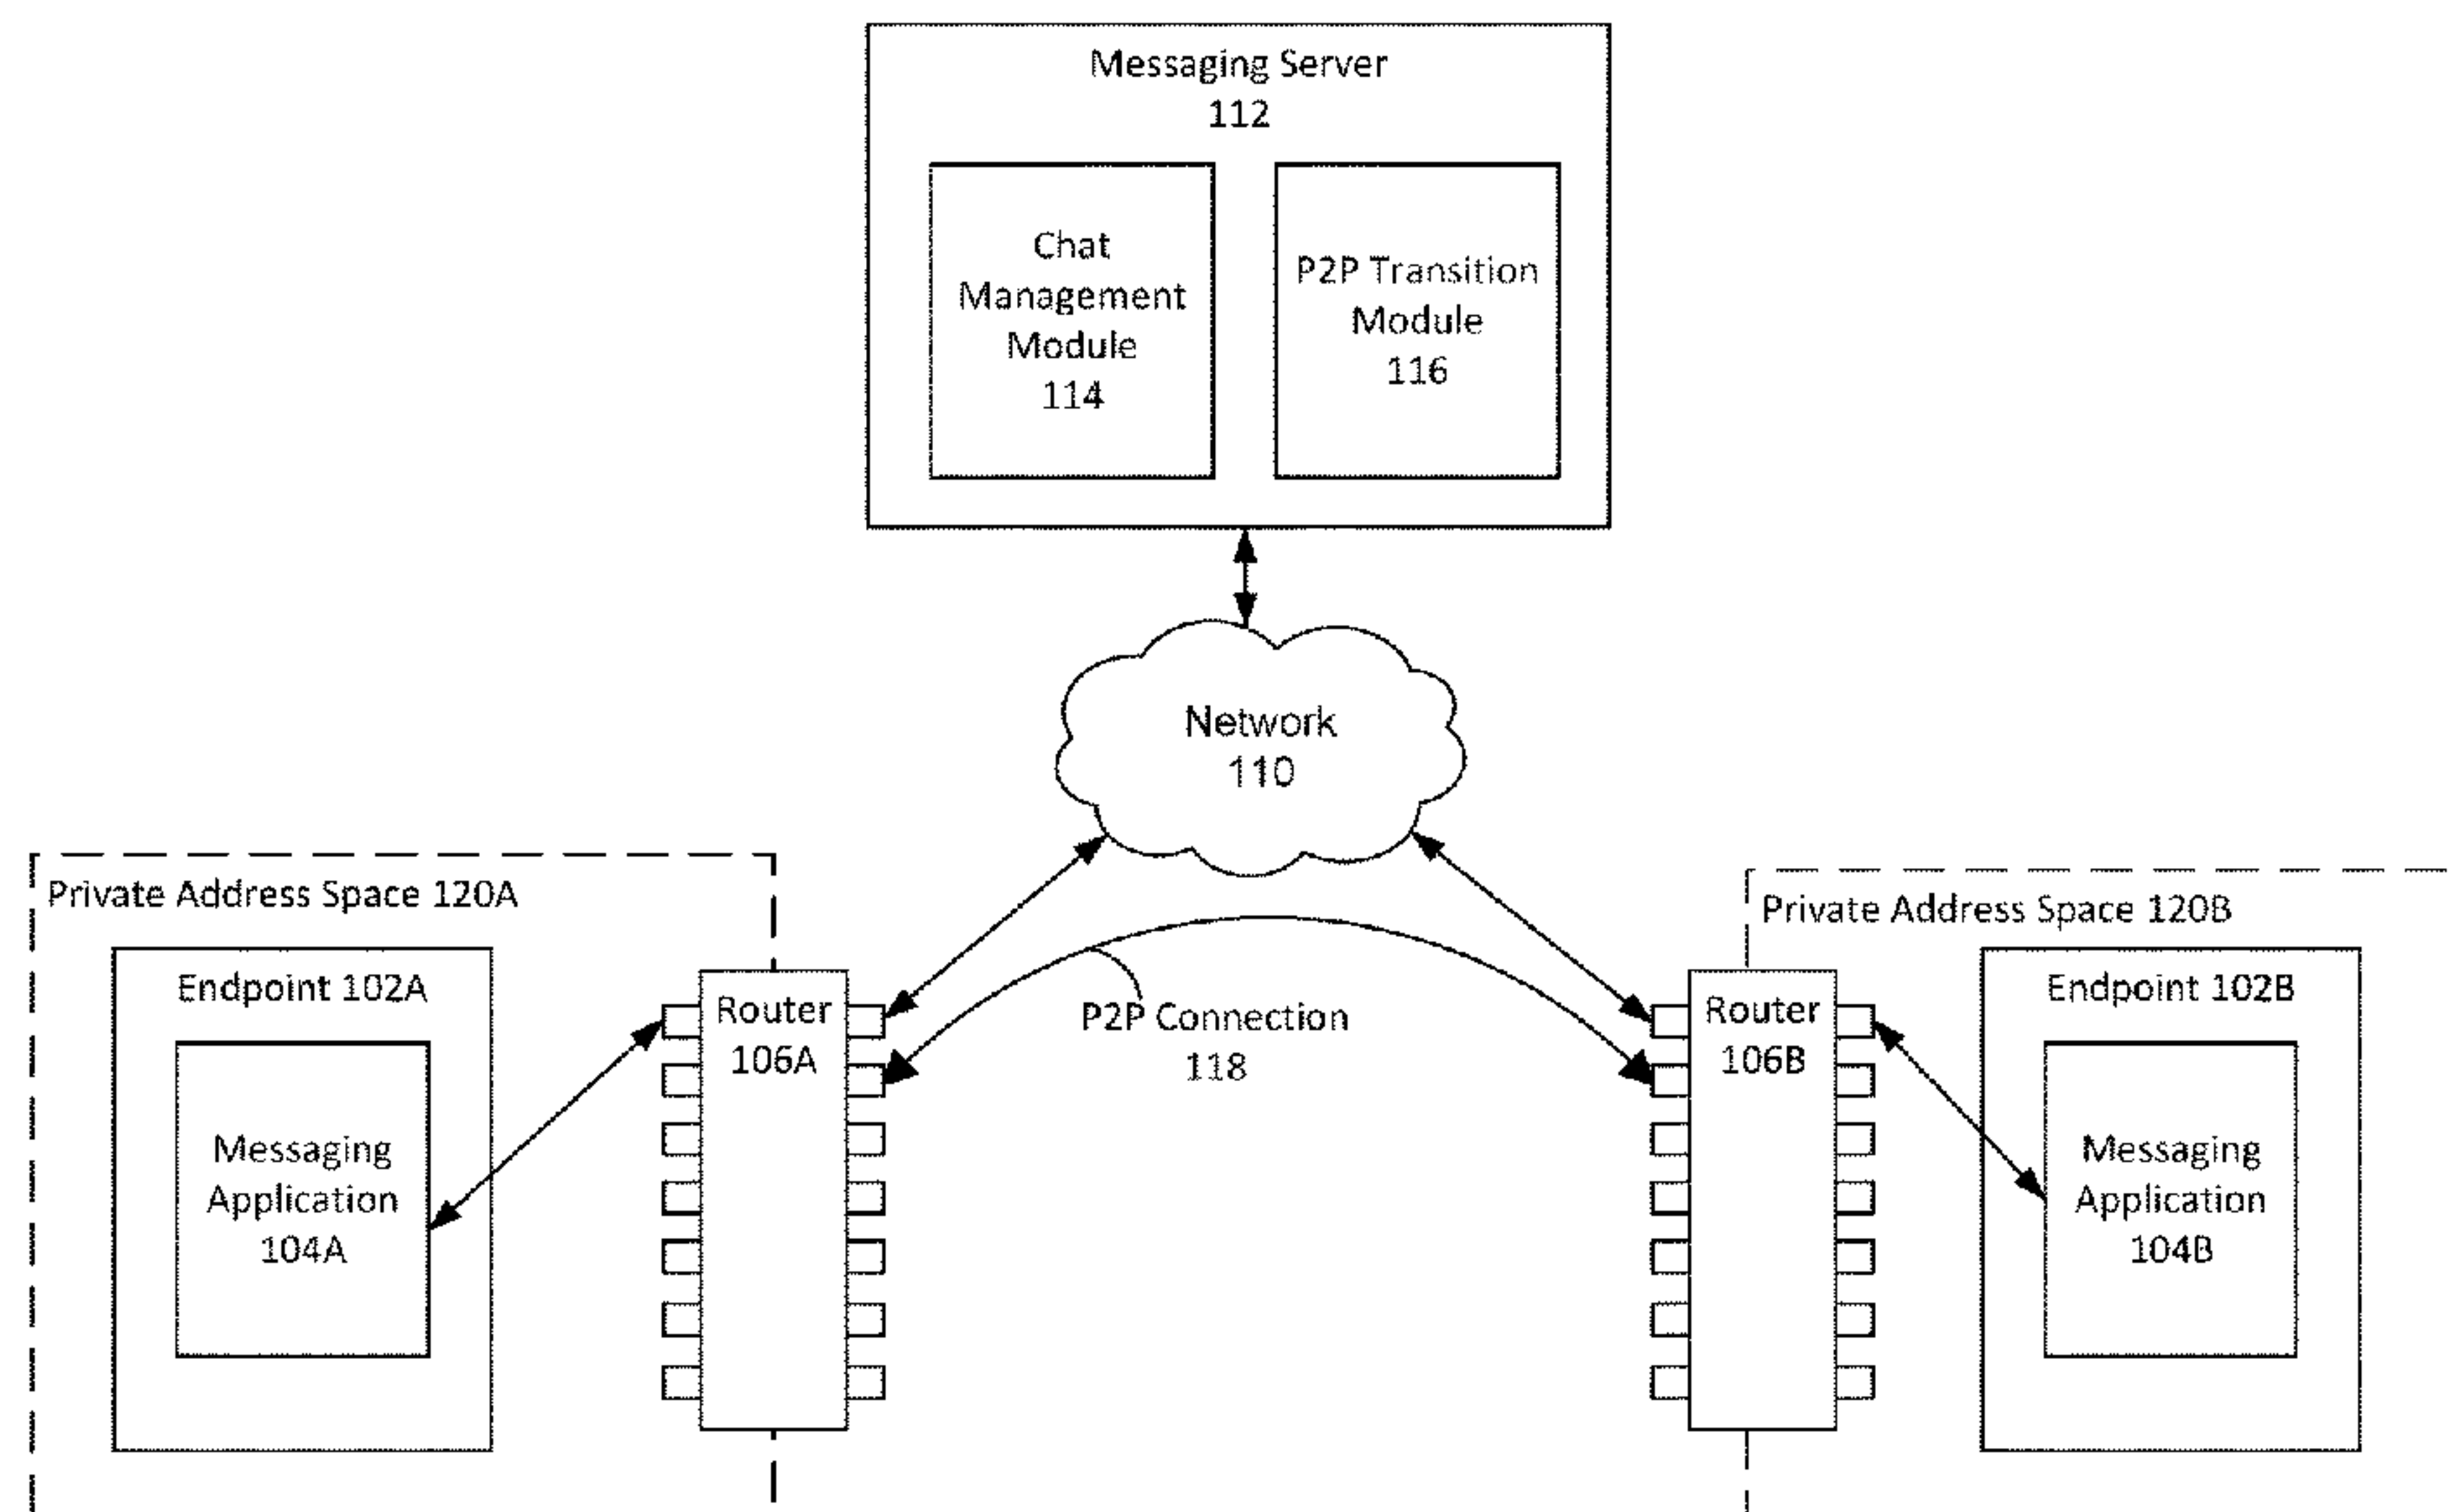 Messaging Server
112
Chat
Management
Module
114
P2P Transition
Module
116
Network
110
Private Address Space 120A
Private Address Space 120B
Endpoint 102A
Messaging
Application
104A
Router
106A
P2P Connection
118
Router
106B
Endpoint 102B
Messaging
Application
104B